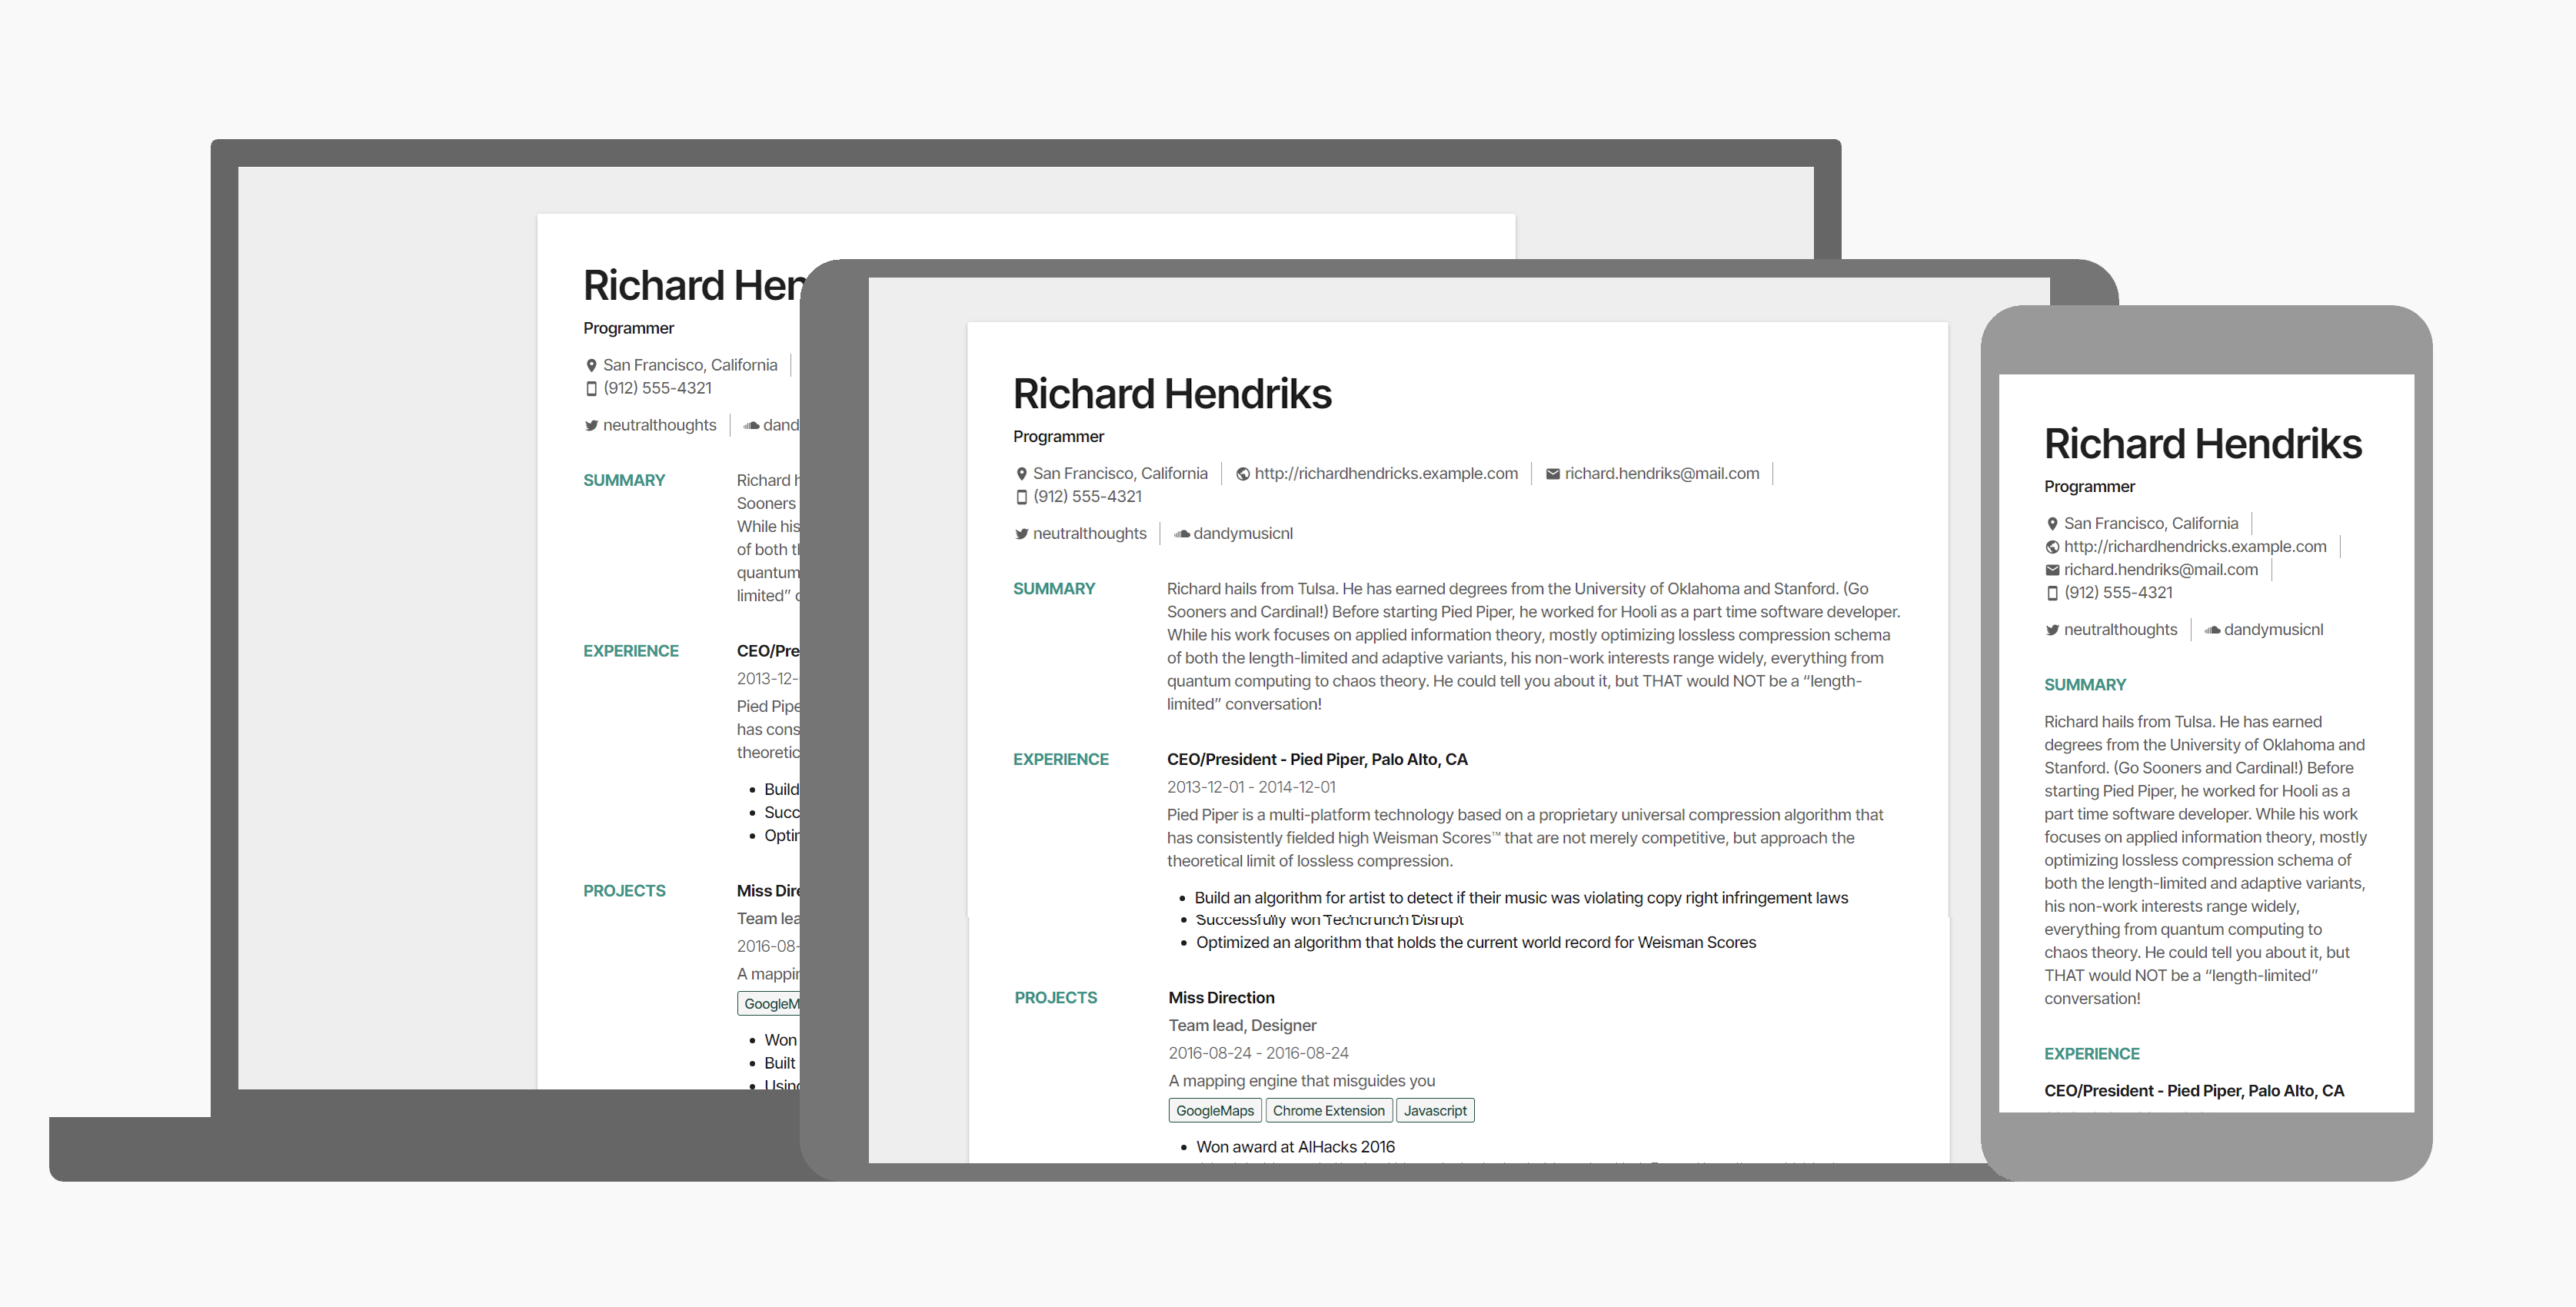 Richard Hen
Programmer
San Francisco, California
(912) 555-4321
neutralthoughts dand
SUMMARY
Richard h
Sooners
While his
of both t
quantum
limited” c
EXPERIENCE
CEO/Pre
2013-12-
Pied Pipe
has cons
theoretic
• Build
• Succ
• Optim
PROJECTS
Miss Dire
Team lea
2016-08-
A mappin
GoogleM
• Won
• Built
• Using
Richard Hendriks
Programmer
San Francisco, California http://richardhendricks.example.com richard.hendriks@mail.com
(912) 555-4321
neutralthoughts dandymusicnl
SUMMARY
Richard hails from Tulsa. He has earned degrees from the University of Oklahoma and Stanford. (Go
Sooners and Cardinal!) Before starting Pied Piper, he worked for Hooli as a part time software developer.
While his work focuses on applied information theory, mostly optimizing lossless compression schema
of both the length-limited and adaptive variants, his non-work interests range widely, everything from
quantum computing to chaos theory. He could tell you about it, but THAT would NOT be a “length-
limited” conversation!
EXPERIENCE
CEO/President - Pied Piper, Palo Alto, CA
2013-12-01 - 2014-12-01
Pied Piper is a multi-platform technology based on a proprietary universal compression algorithm that
has consistently fielded high Weisman Scores™ that are not merely competitive, but approach the
theoretical limit of lossless compression.
• Build an algorithm for artist to detect if their music was violating copy right infringement laws
• Successfully won Techcrunch Disrupt
• Optimized an algorithm that holds the current world record for Weisman Scores
PROJECTS
Miss Direction
Team lead, Designer
2016-08-24 - 2016-08-24
A mapping engine that misguides you
GoogleMaps Chrome Extension Javascript
• Won award at AIHacks 2016
Richard Hendriks
Programmer
San Francisco, California
http://richardhendricks.example.com
richard.hendriks@mail.com
(912) 555-4321
neutralthoughts dandymusicnl
SUMMARY
Richard hails from Tulsa. He has earned
degrees from the University of Oklahoma and
Stanford. (Go Sooners and Cardinal!) Before
starting Pied Piper, he worked for Hooli as a
part time software developer. While his work
focuses on applied information theory, mostly
optimizing lossless compression schema of
both the length-limited and adaptive variants,
his non-work interests range widely,
everything from quantum computing to
chaos theory. He could tell you about it, but
THAT would NOT be a “length-limited”
conversation!
EXPERIENCE
CEO/President - Pied Piper, Palo Alto, CA